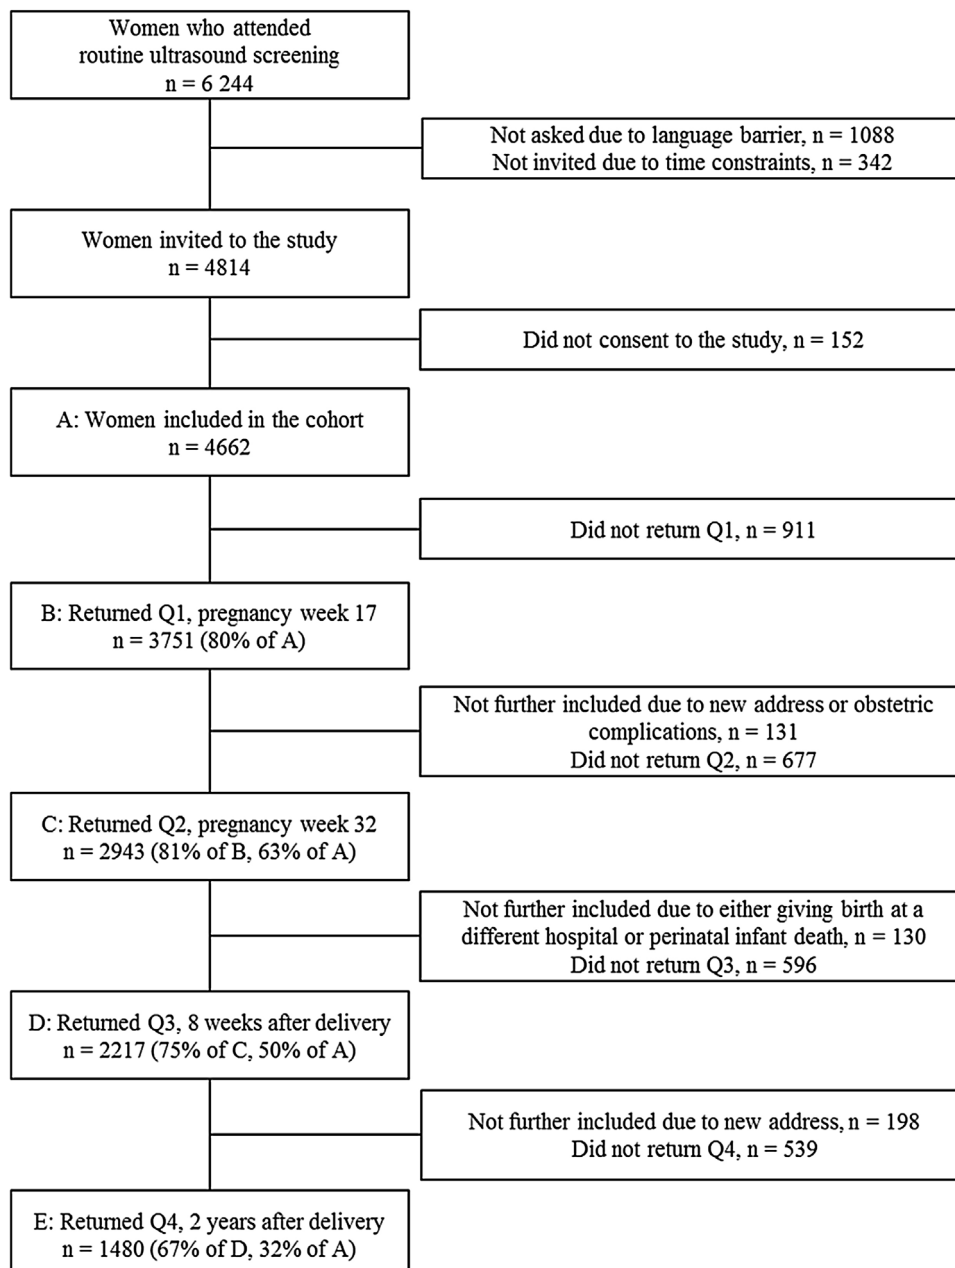 Women who attended
routine ultrasound screening
n = 6 244
Not asked due to language barrier, n = 1088
Not invited due to time constraints, n = 342
Women invited to the study
n = 4814
Did not consent to the study, n = 152
A: Women included in the cohort
n = 4662
Did not return Q1, n = 911
B: Returned Q1, pregnancy week 17
n = 3751 (80% of A)
Not further included due to new address or obstetric
complications, n = 131
Did not return Q2, n = 677
C: Returned Q2, pregnancy week 32
n = 2943 (81% of B, 63% of A)
Not further included due to either giving birth at a
different hospital or perinatal infant death, n = 130
Did not return Q3, n = 596
D: Returned Q3, 8 weeks after delivery
n = 2217 (75% of C, 50% of A)
Not further included due to new address, n = 198
Did not return Q4, n = 539
E: Returned Q4, 2 years after delivery
n = 1480 (67% of D, 32% of A)